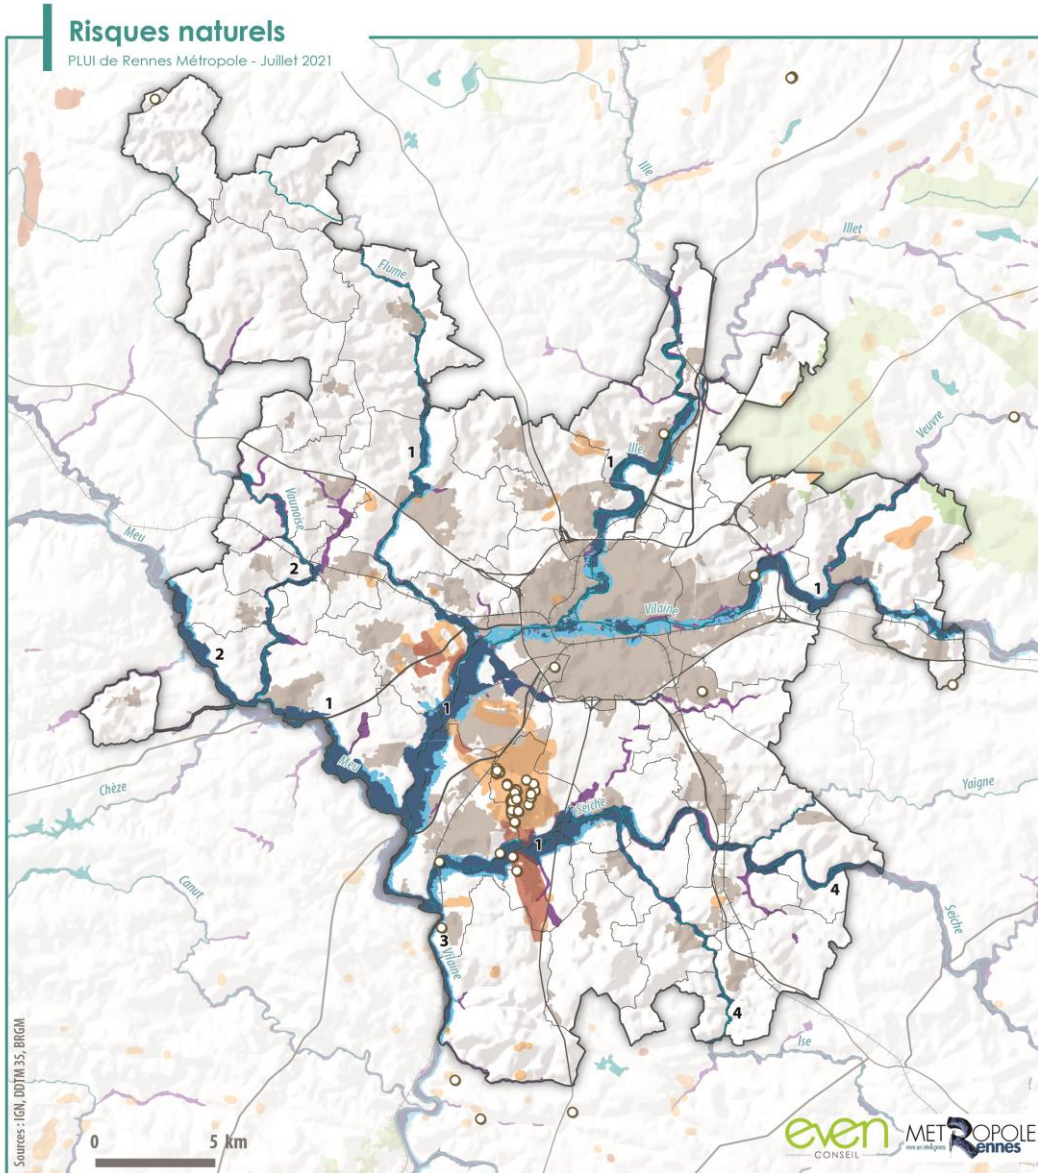 Risques naturels
PLUI de Rennes Métropole - Juillet 2021
Ille
Illet
Flume
1
1
Ille
Veuvre
Vaunoise
Meu
2
1
Vilaine
2
1
1
Meu
Chèze
Yaigne
Seiche
1
Canut
4
Seiche
3
Vilaine
4
Ise
Sources : IGN, DDTM 35, BRGM
0 5 km
even
CONSEIL
METROPOLE
Rennes